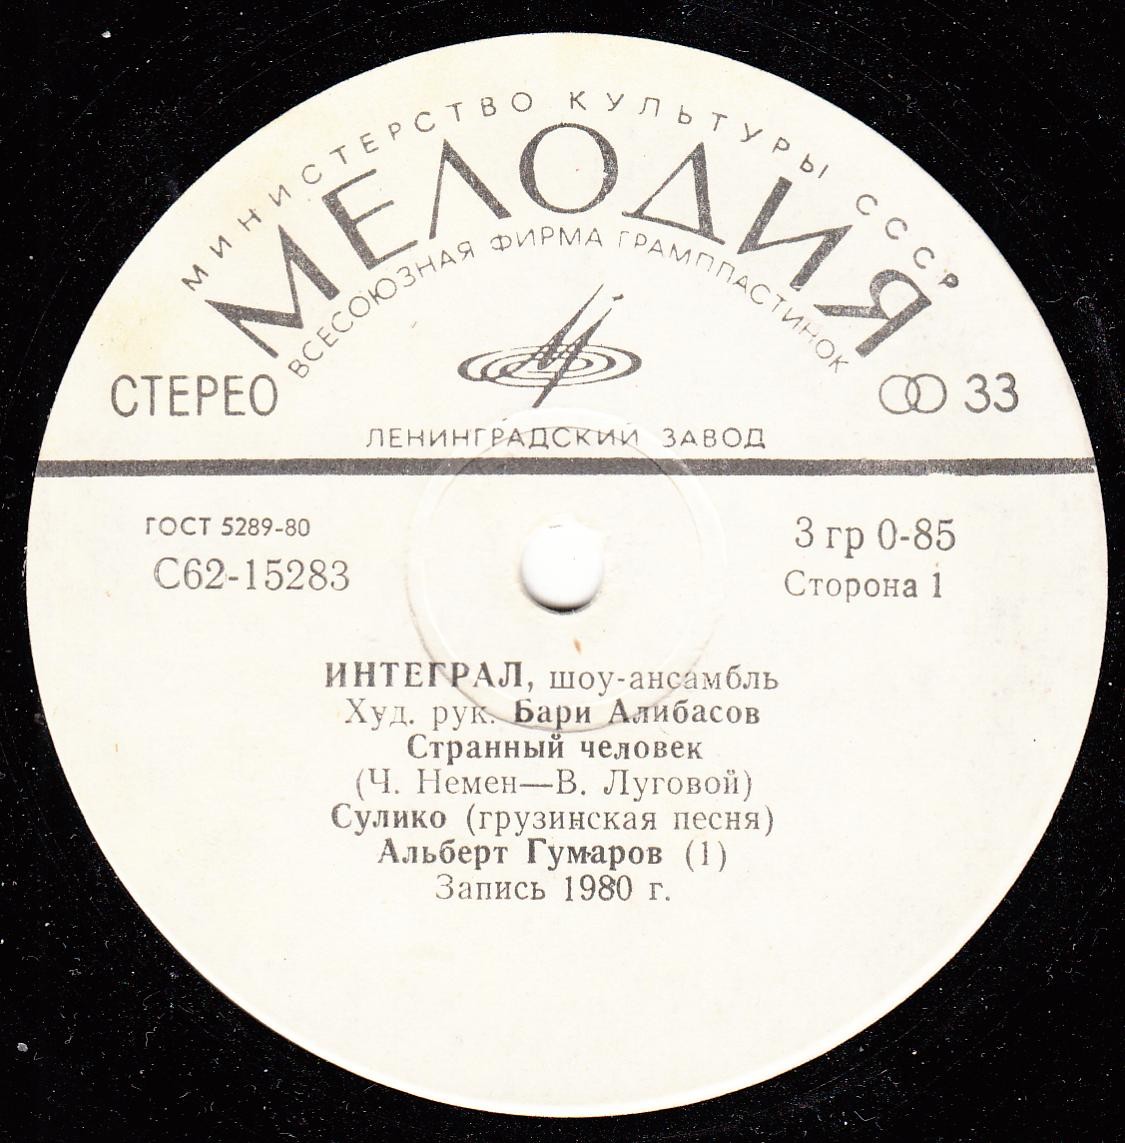 МИНИСТЕРСТВО КУЛЬТУРЫ СССР
МЕЛОДИЯ
ВСЕСОЮЗНАЯ ФИРМА ГРАМПЛАСТИНОК
СТЕРЕО
33
ЛЕНИНГРАДСКИЙ ЗАВОД
ГОСТ 5289-80
3 гр 0-85
С62-15283
Сторона 1
ИНТЕГРАЛ, шоу-ансамбль
Худ. рук. Бари Алибасов
Странный человек
(Ч. Немен—В. Луговой)
Сулико (грузинская песня)
Альберт Гумаров (1)
Запись 1980 г.